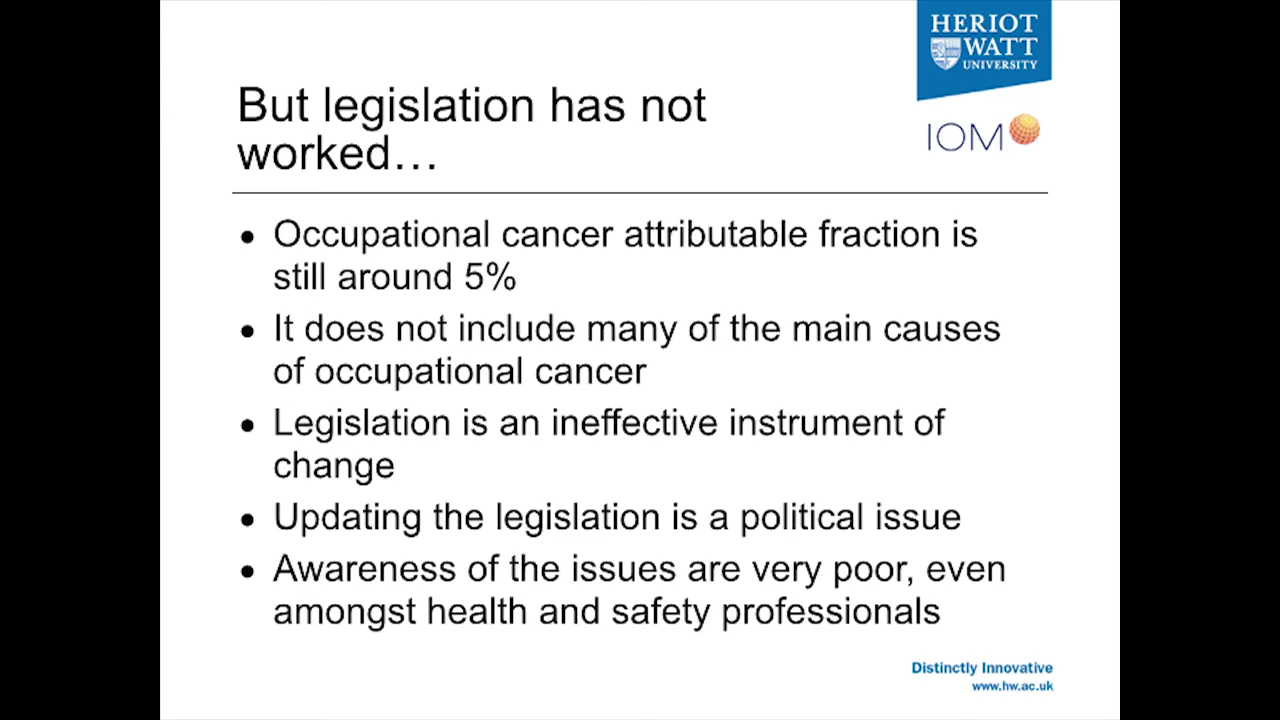 HERIOT
WATT
UNIVERSITY
IOM
But legislation has not
worked…
• Occupational cancer attributable fraction is
still around 5%
• It does not include many of the main causes
of occupational cancer
• Legislation is an ineffective instrument of
change
• Updating the legislation is a political issue
• Awareness of the issues are very poor, even
amongst health and safety professionals
Distinctly Innovative
www.hw.ac.uk